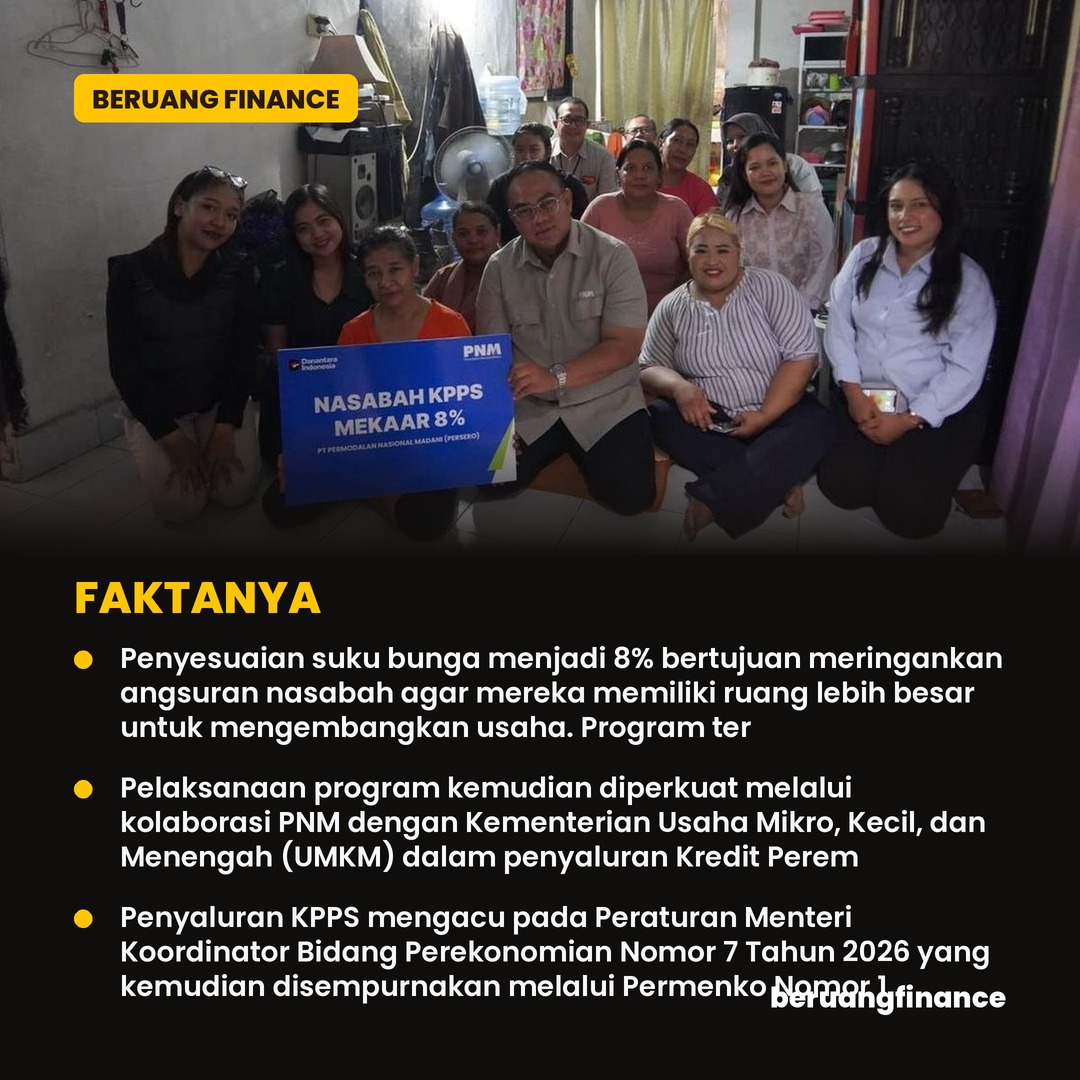 BERUANG FINANCE
Danantara
Indonesia
PNM
NASABAH KPPS
MEKAAR 8%
PT PERMODALAN NASIONAL MADANI (PERSERO)
FAKTANYA
Penyesuaian suku bunga menjadi 8% bertujuan meringankan
angsuran nasabah agar mereka memiliki ruang lebih besar
untuk mengembangkan usaha. Program ter
Pelaksanaan program kemudian diperkuat melalui
kolaborasi PNM dengan Kementerian Usaha Mikro, Kecil, dan
Menengah (UMKM) dalam penyaluran Kredit Perem
Penyaluran KPPS mengacu pada Peraturan Menteri
Koordinator Bidang Perekonomian Nomor 7 Tahun 2026 yang
kemudian disempurnakan melalui Permenko Nomor 1
beruangfinance